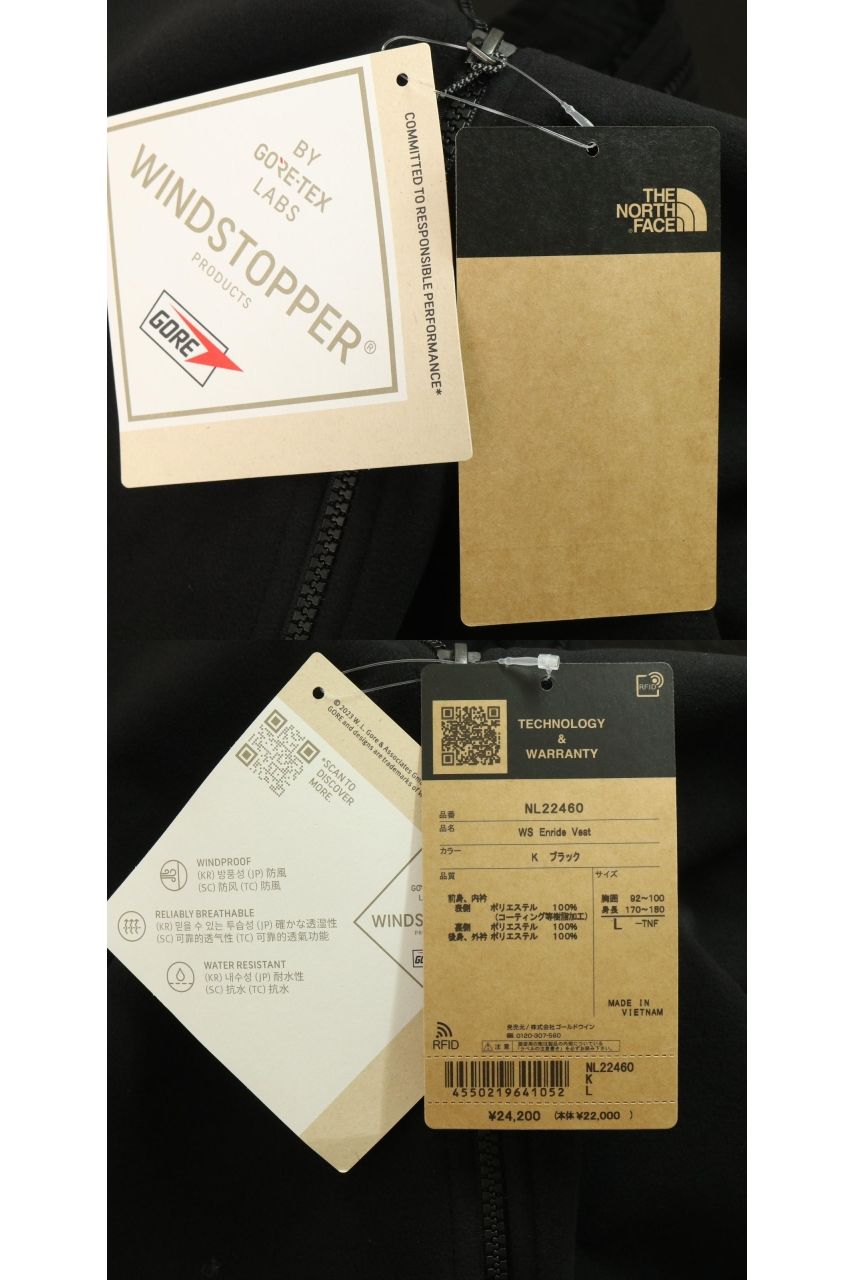 BY
GORE-TEX
LABS
WINDSTOPPER®
PRODUCTS
GORE
COMMITTED TO RESPONSIBLE PERFORMANCE*
THE
NORTH
FACE
© 2023 W. L. Gore & Associates
GORE and designs are trademarks of
*SCAN TO
DISCOVER
MORE.
WINDPROOF
(KR) 방풍성 (JP) 防風
(SC) 防风 (TC) 防風
RELIABLY BREATHABLE
(KR) 믿을 수 있는 투습성 (JP) 確かな透湿性
(SC) 可靠的透气性 (TC) 可靠的透氣功能
WATER RESISTANT
(KR) 내수성 (JP) 耐水性
(SC) 抗水 (TC) 抗水
WINDS
RFID
TECHNOLOGY
&
WARRANTY
品番 NL22460
品名 WS Enride Vest
カラー K ブラック
品質 サイズ
前身、内衿
表側 ポリエステル 100%
(コーティング等樹脂加工)
裏側 ポリエステル 100%
後身、外衿 ポリエステル 100%
胸囲 92~100
身長 170~180
L -TNF
MADE IN
VIETNAM
発売元/株式会社ゴールドウイン
☎.0120-307-560
RFID
注意
4550219641052
NL22460
K
L
¥24,200 (本体 ¥22,000 )